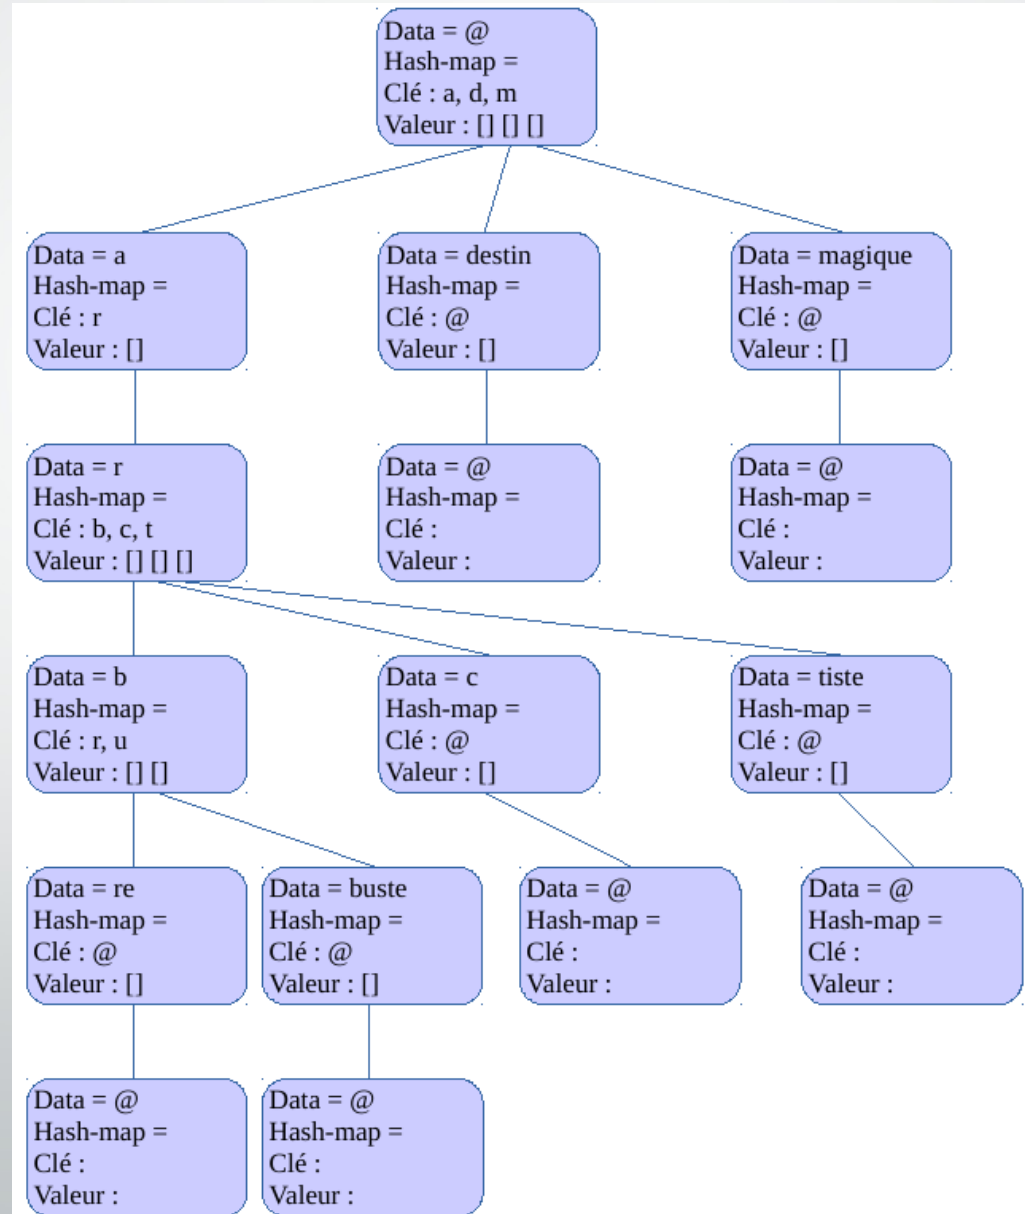 Data = @
Hash-map =
Clé : a, d, m
Valeur : [] [] []
Data = a
Hash-map =
Clé : r
Valeur : []
Data = destin
Hash-map =
Clé : @
Valeur : []
Data = magique
Hash-map =
Clé : @
Valeur : []
Data = r
Hash-map =
Clé : b, c, t
Valeur : [] [] []
Data = @
Hash-map =
Clé :
Valeur :
Data = @
Hash-map =
Clé :
Valeur :
Data = b
Hash-map =
Clé : r, u
Valeur : [] []
Data = c
Hash-map =
Clé : @
Valeur : []
Data = tiste
Hash-map =
Clé : @
Valeur : []
Data = re
Hash-map =
Clé : @
Valeur : []
Data = buste
Hash-map =
Clé : @
Valeur : []
Data = @
Hash-map =
Clé :
Valeur :
Data = @
Hash-map =
Clé :
Valeur :
Data = @
Hash-map =
Clé :
Valeur :
Data = @
Hash-map =
Clé :
Valeur :